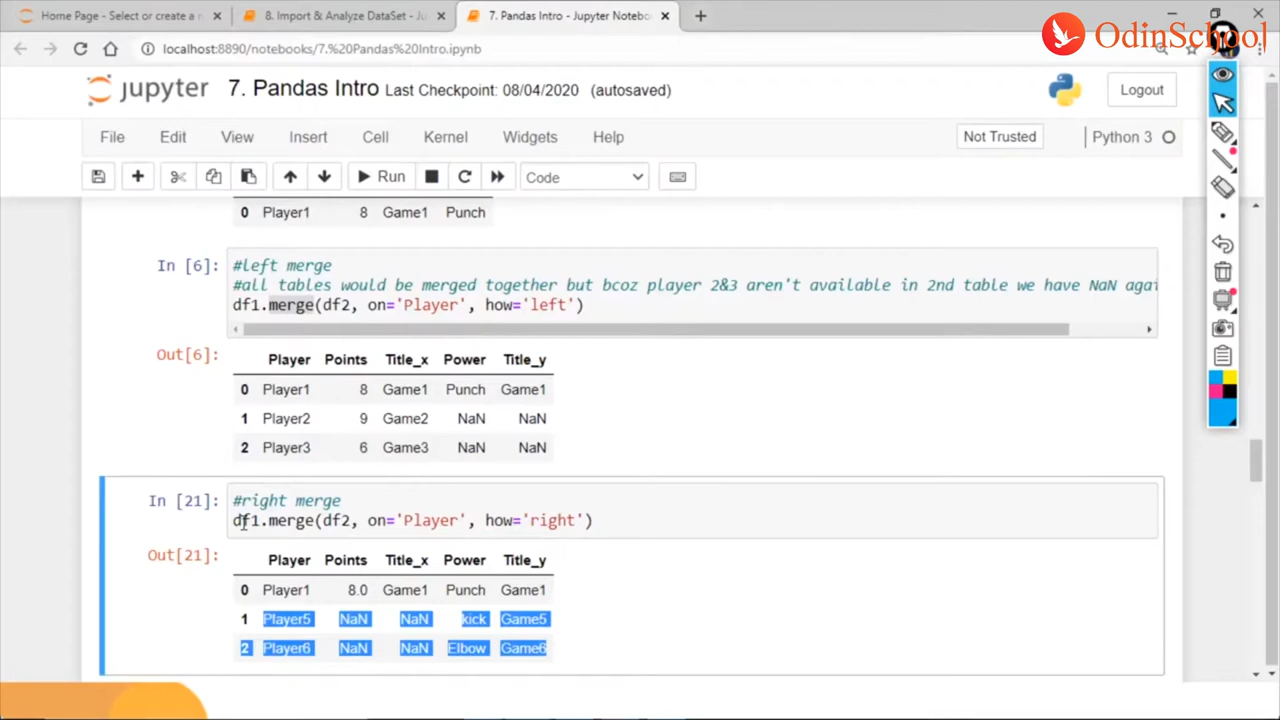 Home Page - Select or create a n
8. Import & Analyze DataSet - Ju
7. Pandas Intro - Jupyter Notebo
OdinSchool
localhost:8890/notebooks/7.%20Pandas%20Intro.ipynb
jupyter 7. Pandas Intro Last Checkpoint: 08/04/2020 (autosaved)
Logout
File Edit View Insert Cell Kernel Widgets Help
Not Trusted
Python 3
Run
Code
0 Player1 8 Game1 Punch
In [6]: #left merge
#all tables would be merged together but bcoz player 2&3 aren't available in 2nd table we have NaN agai
df1.merge(df2, on='Player', how='left')
Out[6]:
Player Points Title_x Power Title_y
0 Player1 8 Game1 Punch Game1
1 Player2 9 Game2 NaN NaN
2 Player3 6 Game3 NaN NaN
In [21]: #right merge
df1.merge(df2, on='Player', how='right')
Out[21]:
Player Points Title_x Power Title_y
0 Player1 8.0 Game1 Punch Game1
1 Player5 NaN NaN kick Game5
2 Player6 NaN NaN Elbow Game6